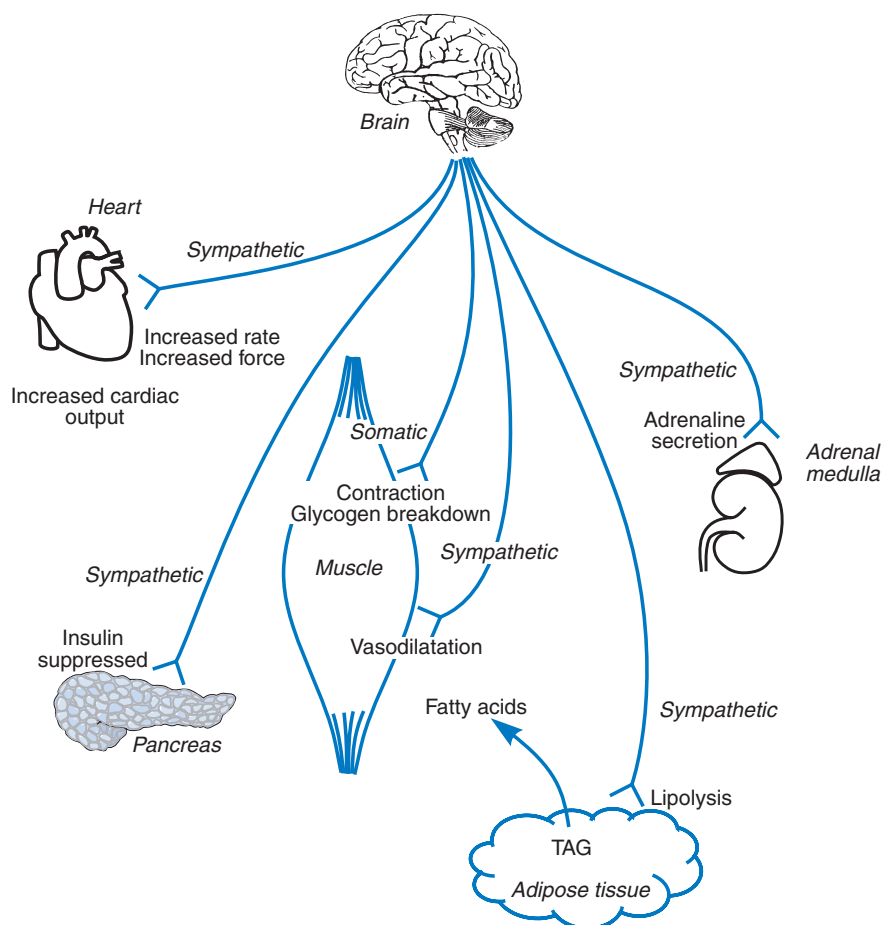 Brain
Heart
Sympathetic
Increased rate
Increased force
Increased cardiac
output
Sympathetic
Adrenaline
secretion
Adrenal
medulla
Somatic
Contraction
Glycogen breakdown
Sympathetic
Muscle
Sympathetic
Insulin
suppressed
Vasodilatation
Pancreas
Fatty acids
Sympathetic
Lipolysis
TAG
Adipose tissue